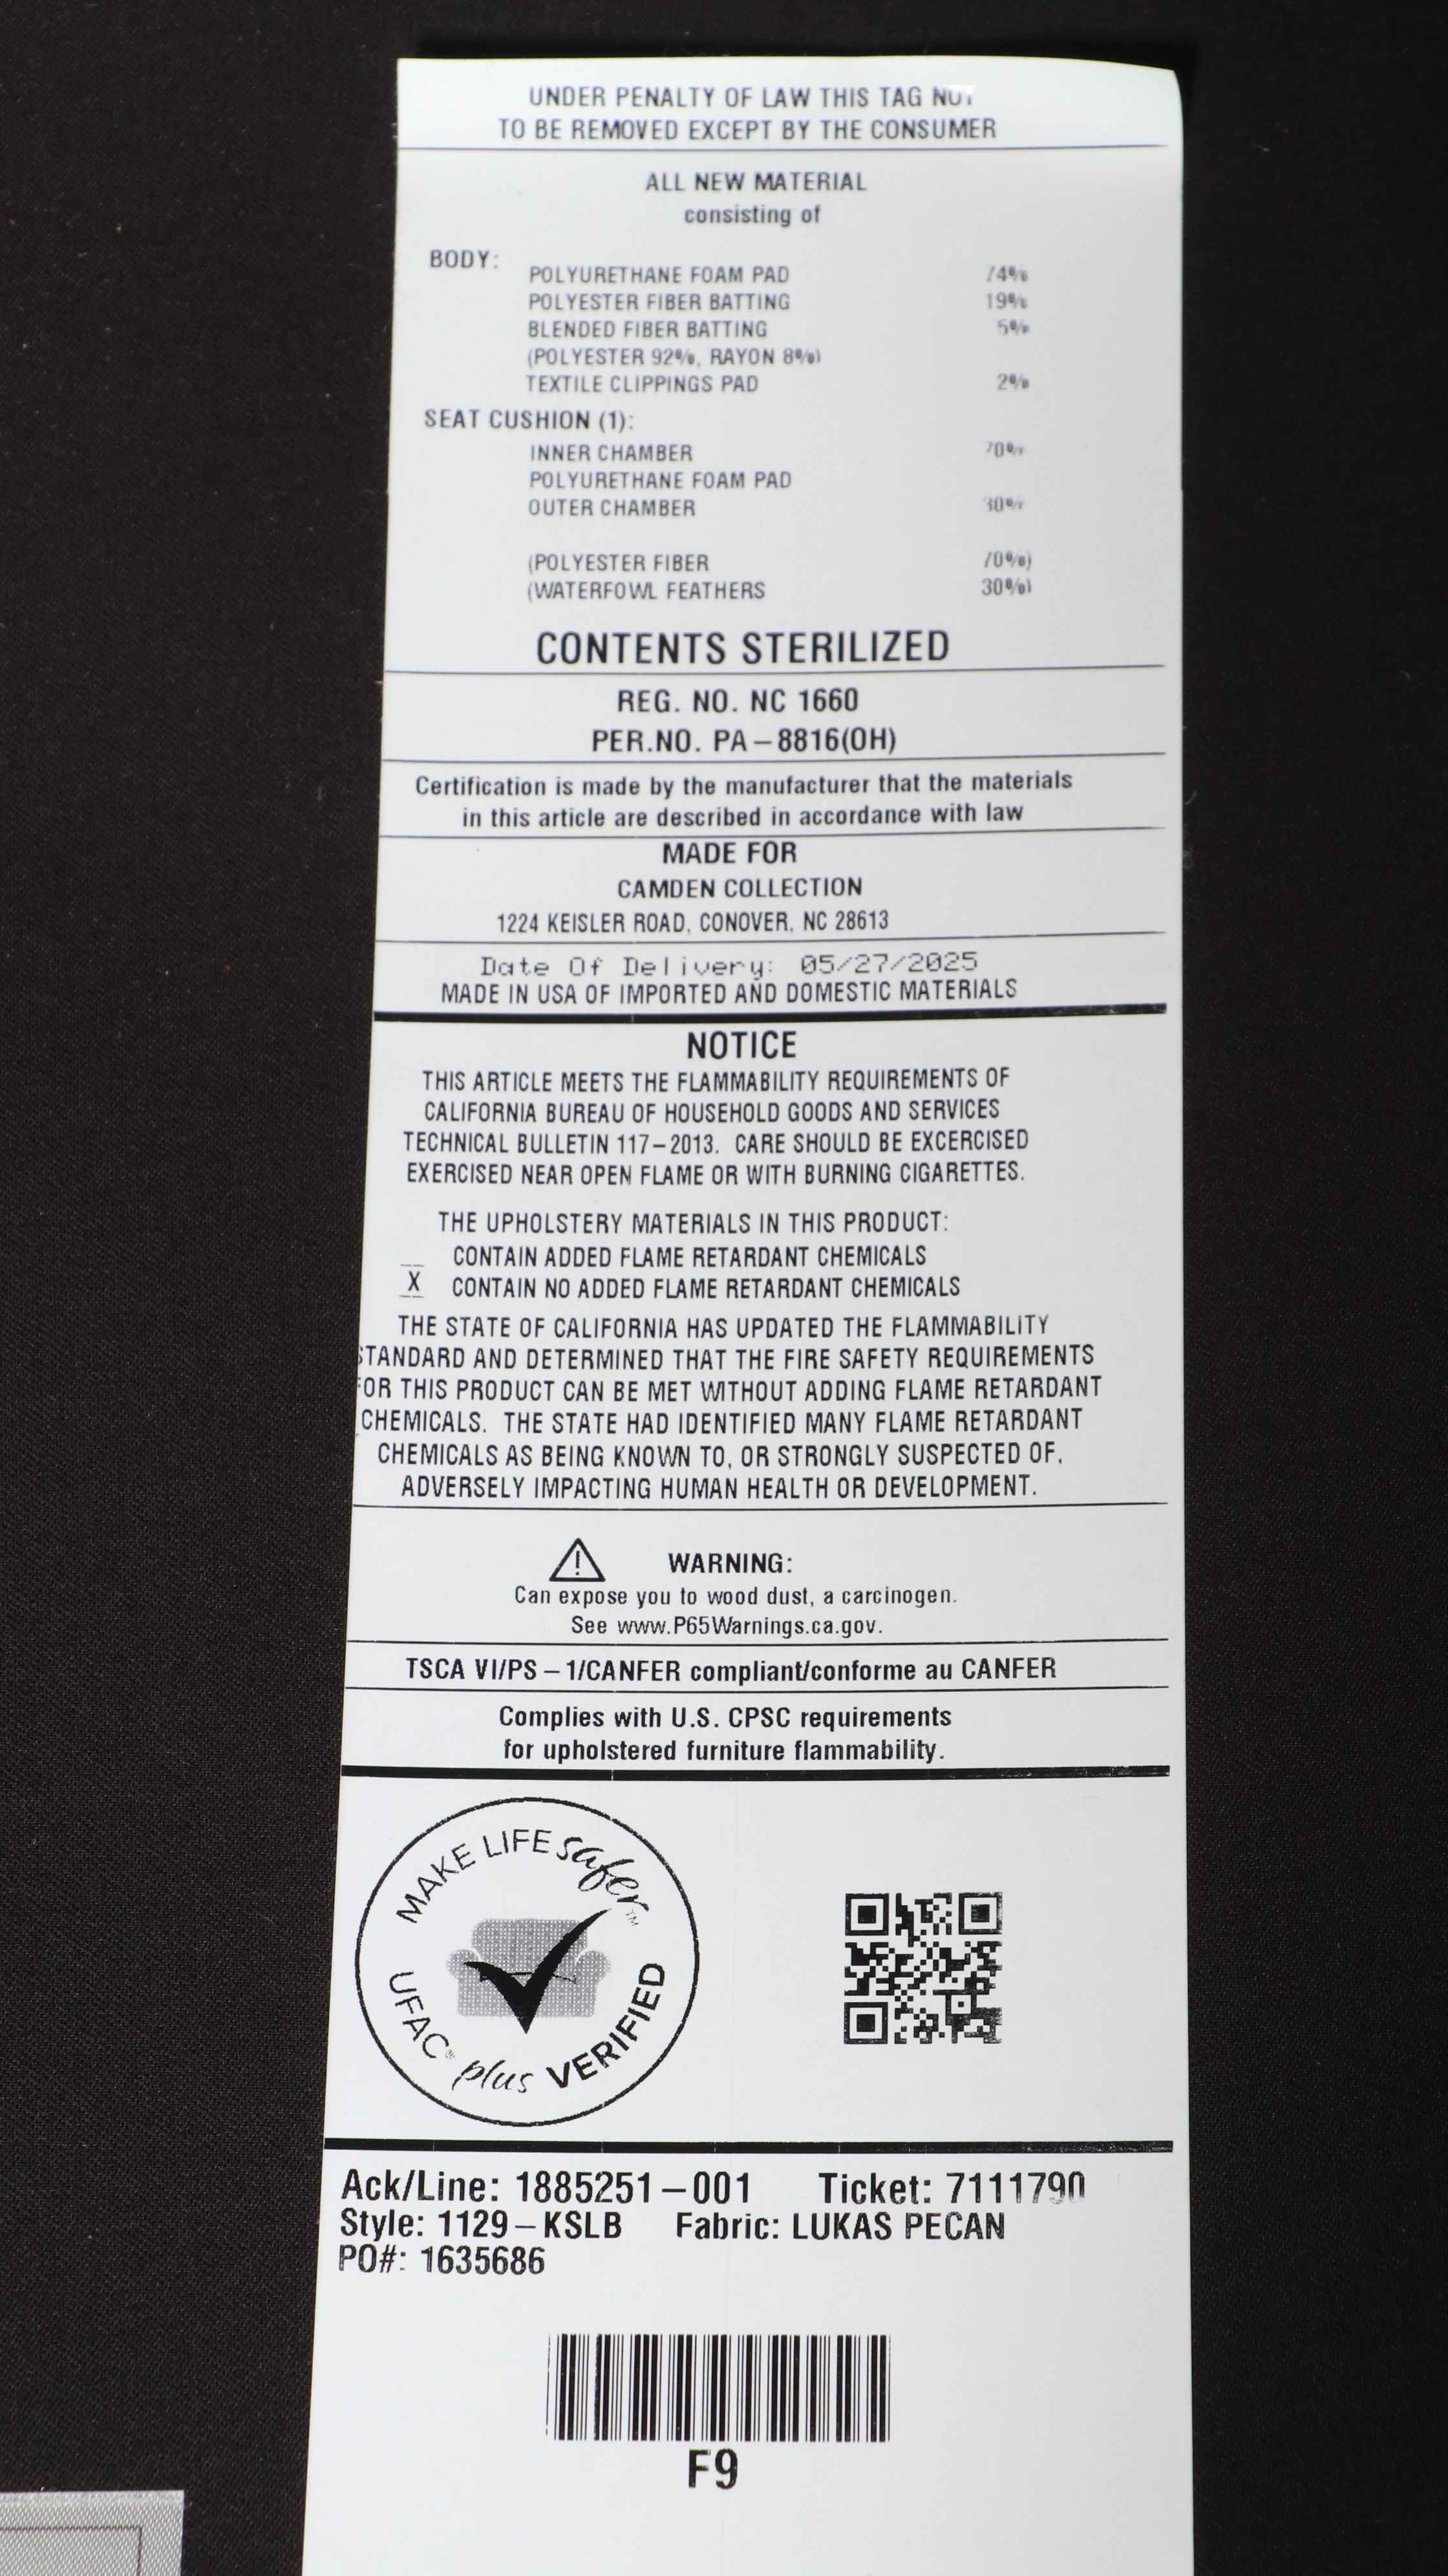 UNDER PENALTY OF LAW THIS TAG NOT
TO BE REMOVED EXCEPT BY THE CONSUMER
ALL NEW MATERIAL
consisting of
BODY:
POLYURETHANE FOAM PAD 74%
POLYESTER FIBER BATTING 19%
BLENDED FIBER BATTING 5%
(POLYESTER 92%, RAYON 8%)
TEXTILE CLIPPINGS PAD 2%
SEAT CUSHION (1):
INNER CHAMBER 70%
POLYURETHANE FOAM PAD
OUTER CHAMBER 30%
(POLYESTER FIBER 70%)
(WATERFOWL FEATHERS 30%)
CONTENTS STERILIZED
REG. NO. NC 1660
PER.NO. PA-8816(OH)
Certification is made by the manufacturer that the materials
in this article are described in accordance with law
MADE FOR
CAMDEN COLLECTION
1224 KEISLER ROAD, CONOVER, NC 28613
Date Of Delivery: 05/27/2025
MADE IN USA OF IMPORTED AND DOMESTIC MATERIALS
NOTICE
THIS ARTICLE MEETS THE FLAMMABILITY REQUIREMENTS OF
CALIFORNIA BUREAU OF HOUSEHOLD GOODS AND SERVICES
TECHNICAL BULLETIN 117-2013. CARE SHOULD BE EXCERCISED
EXERCISED NEAR OPEN FLAME OR WITH BURNING CIGARETTES.
THE UPHOLSTERY MATERIALS IN THIS PRODUCT:
__ CONTAIN ADDED FLAME RETARDANT CHEMICALS
X CONTAIN NO ADDED FLAME RETARDANT CHEMICALS
THE STATE OF CALIFORNIA HAS UPDATED THE FLAMMABILITY
STANDARD AND DETERMINED THAT THE FIRE SAFETY REQUIREMENTS
FOR THIS PRODUCT CAN BE MET WITHOUT ADDING FLAME RETARDANT
CHEMICALS. THE STATE HAD IDENTIFIED MANY FLAME RETARDANT
CHEMICALS AS BEING KNOWN TO, OR STRONGLY SUSPECTED OF,
ADVERSELY IMPACTING HUMAN HEALTH OR DEVELOPMENT.
WARNING:
Can expose you to wood dust, a carcinogen.
See www.P65Warnings.ca.gov.
TSCA VI/PS-1/CANFER compliant/conforme au CANFER
Complies with U.S. CPSC requirements
for upholstered furniture flammability.
MAKE LIFE safer™
UFAC® plus VERIFIED
Ack/Line: 1885251-001 Ticket: 7111790
Style: 1129-KSLB Fabric: LUKAS PECAN
PO#: 1635686
F9